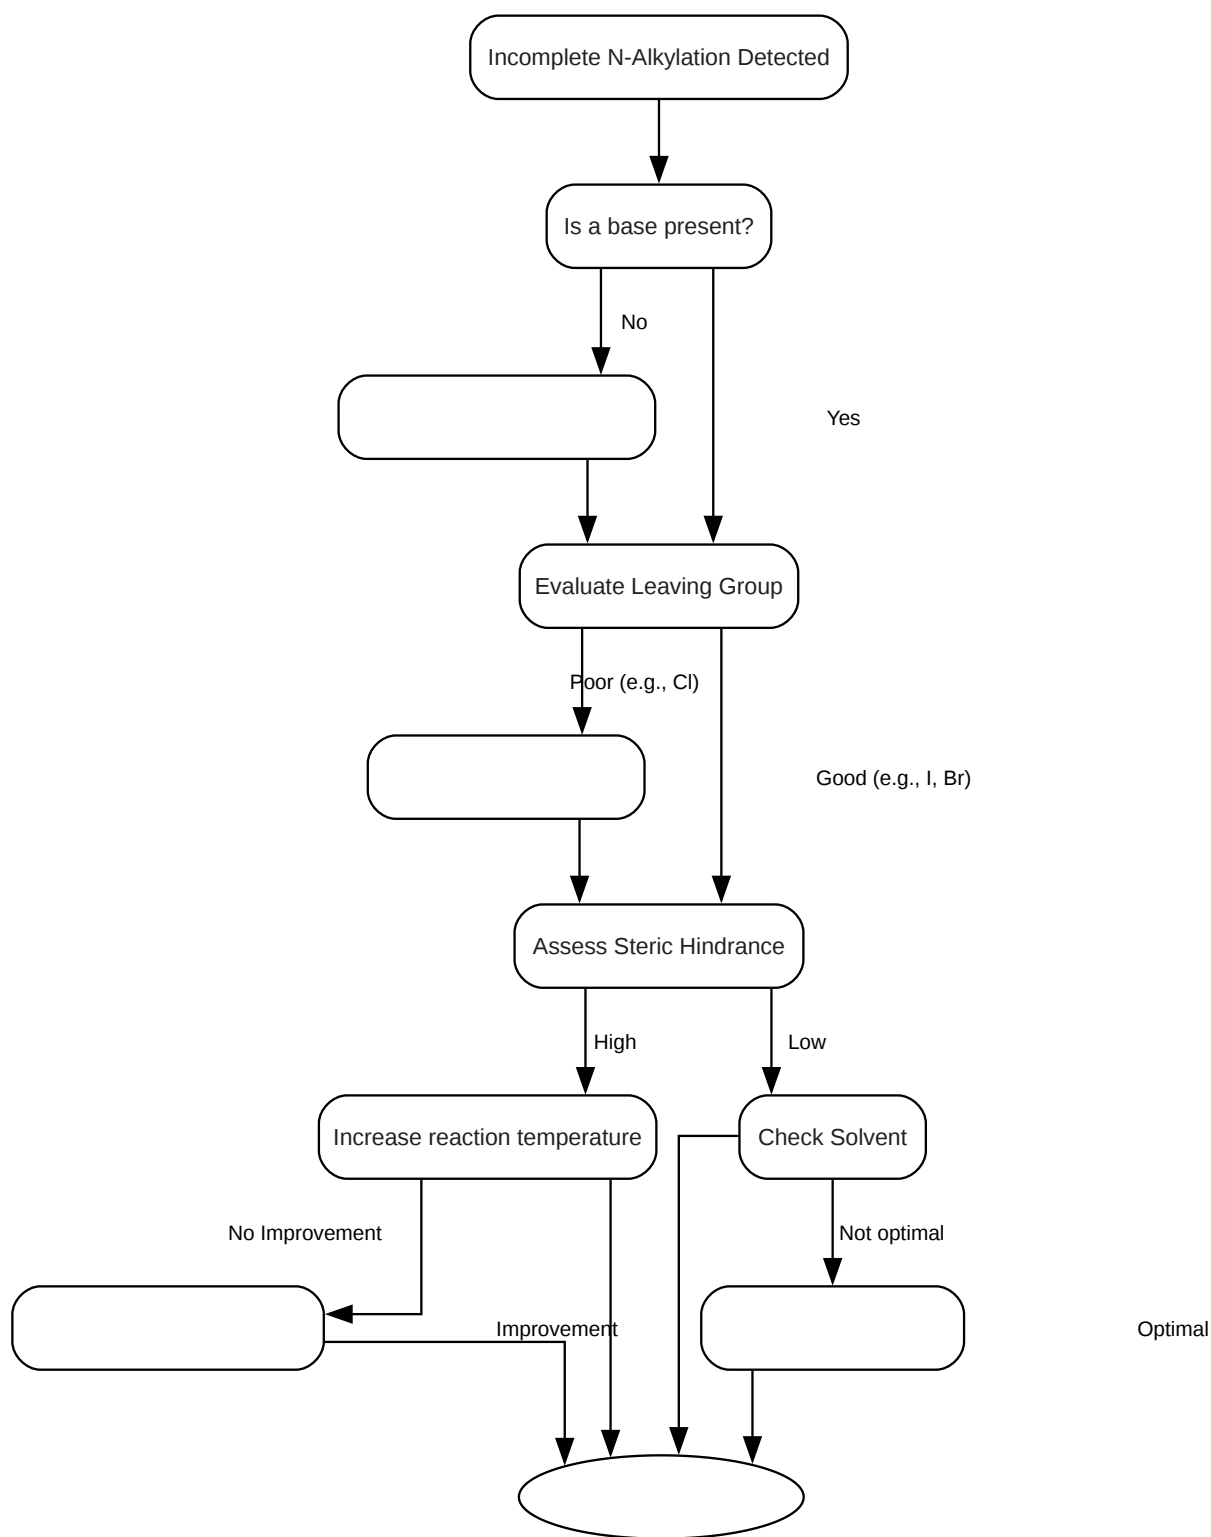 Incomplete N-Alkylation Detected
Is a base present?
No
Yes
Evaluate Leaving Group
Poor (e.g., Cl)
Good (e.g., I, Br)
Assess Steric Hindrance
High
Low
Increase reaction temperature
Check Solvent
No Improvement
Not optimal
Improvement
Optimal